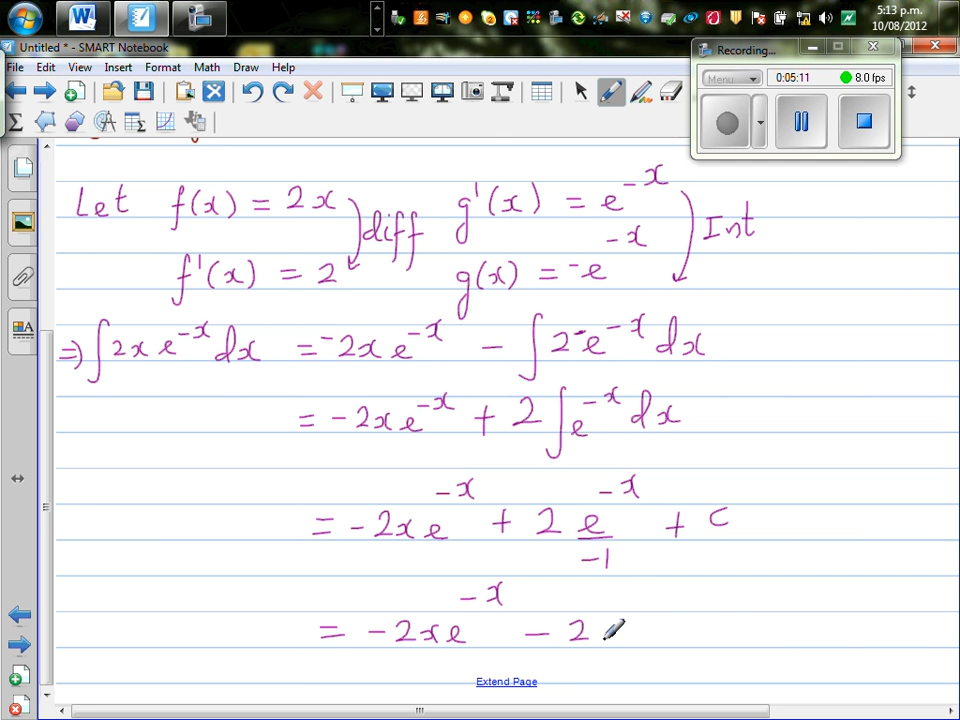 5:13 p.m.
10/08/2012
Untitled * - SMART Notebook
Recording...
File Edit View Insert Format Math Draw Help
Menu 0:05:11 8.0 fps
Let f(x) = 2x diff g'(x) = e^{-x} Int
f'(x) = 2 g(x) = -e^{-x}
⇒ ∫2x e^{-x} dx = -2x e^{-x} - ∫2 -e^{-x} dx
= -2x e^{-x} + 2 ∫e^{-x} dx
= -2x e^{-x} + 2 e^{-x}/-1 + c
= -2x e^{-x} - 2
Extend Page